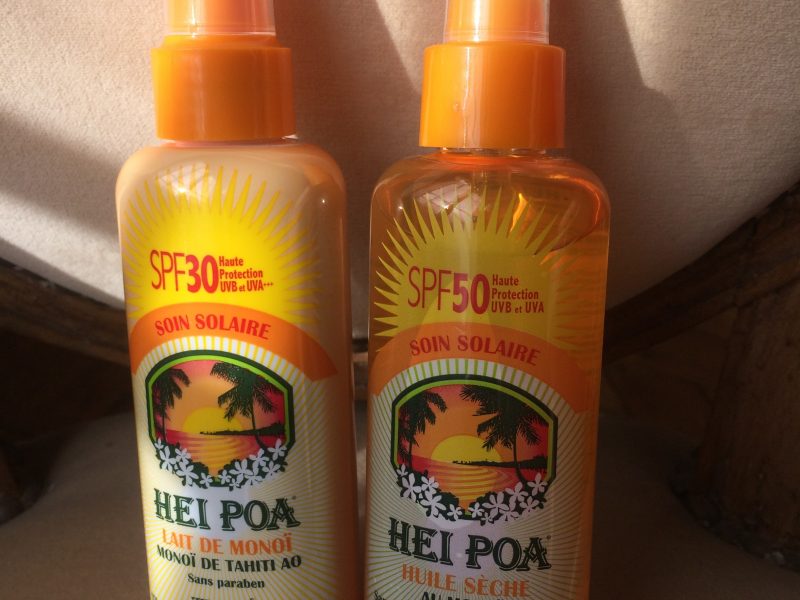 SPF30 Haute
Protection
UVB et UVA+++
SOIN SOLAIRE
HEI POA®
LAIT DE MONOÏ
MONOÏ DE TAHITI AO
Sans paraben
SPF50 Haute
Protection
UVB et UVA
SOIN SOLAIRE
HEI POA®
HUILE SÈCHE